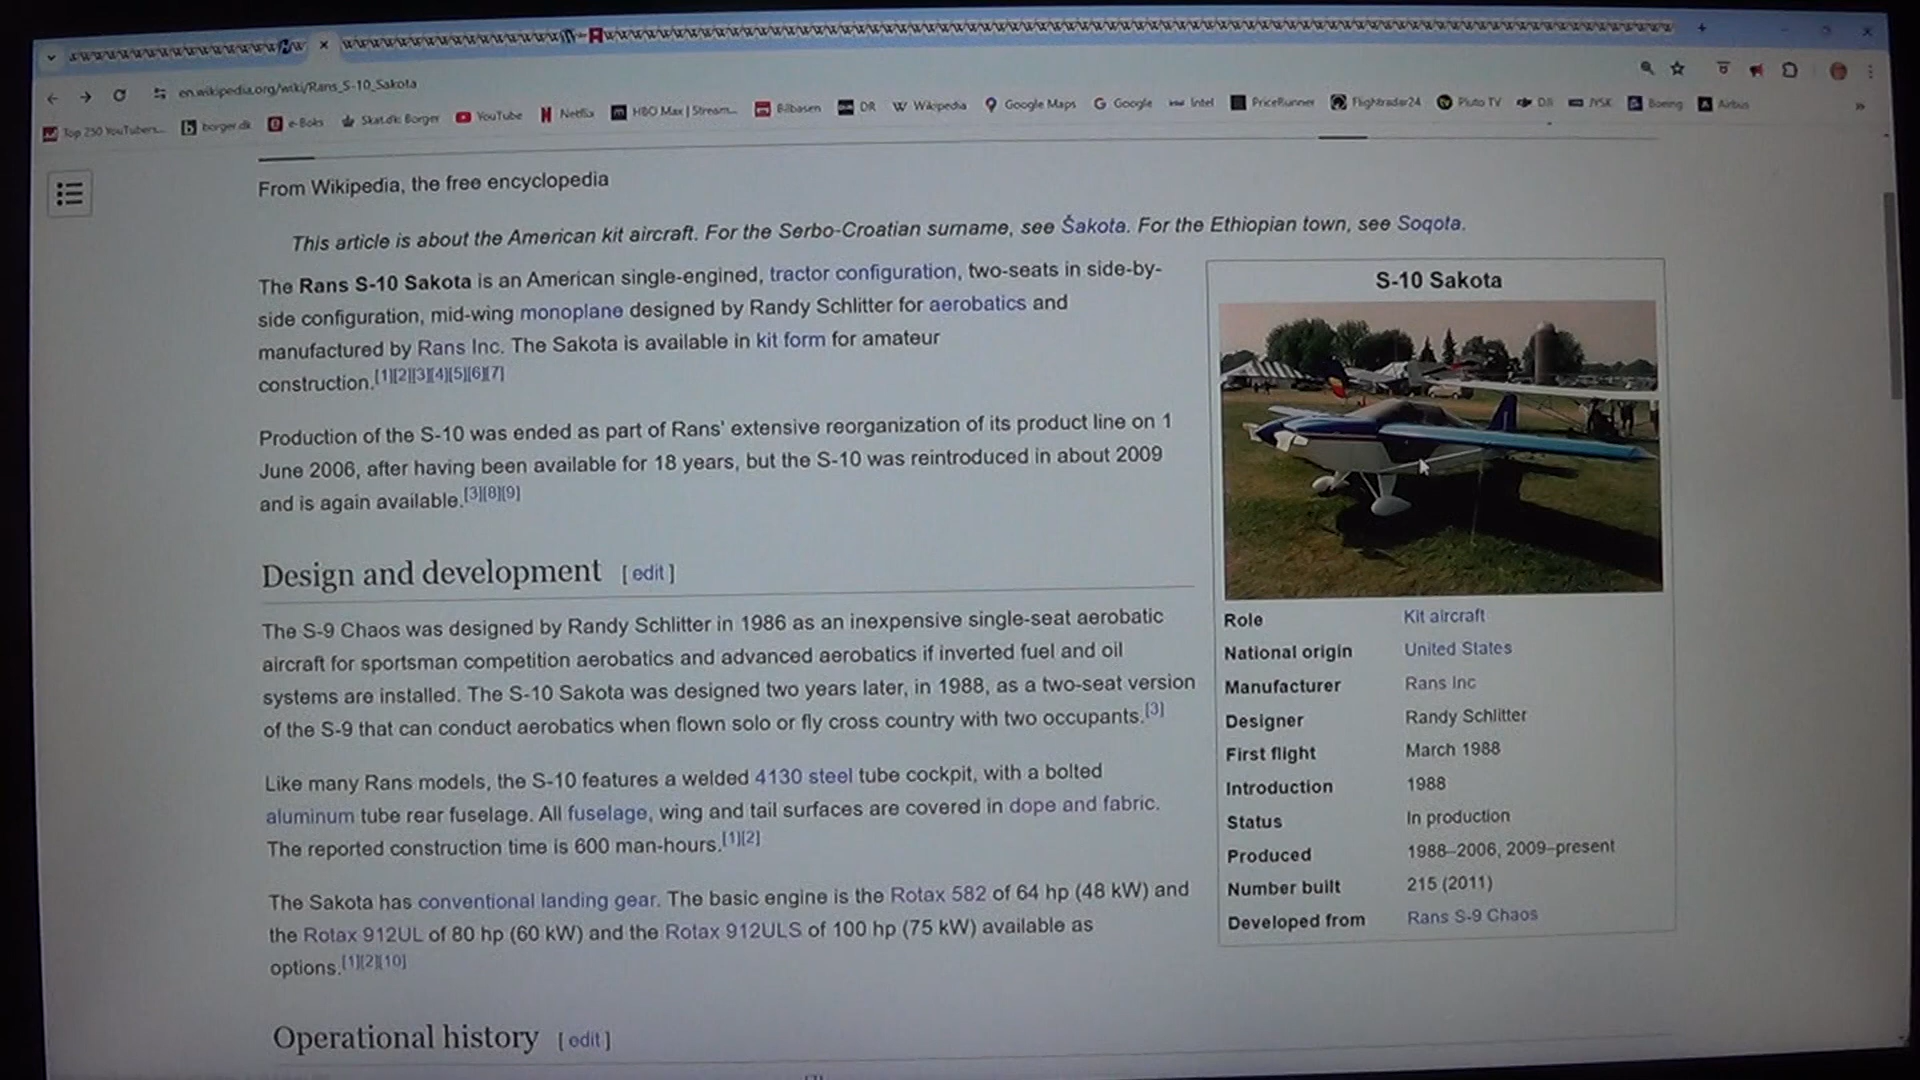 en.wikipedia.org/wiki/Rans_S-10_Sakota
Top 250 YouTubers... borger.dk e-Boks Skat.dk: Borger YouTube Netflix HBO Max | Stream... Bilbasen DR Wikipedia Google Maps Google Intel PriceRunner Flightradar24 Pluto TV DJI JYSK Boeing Airbus
From Wikipedia, the free encyclopedia
This article is about the American kit aircraft. For the Serbo-Croatian surname, see Šakota. For the Ethiopian town, see Soqota.
The Rans S-10 Sakota is an American single-engined, tractor configuration, two-seats in side-by-
side configuration, mid-wing monoplane designed by Randy Schlitter for aerobatics and
manufactured by Rans Inc. The Sakota is available in kit form for amateur
construction.[1][2][3][4][5][6][7]
Production of the S-10 was ended as part of Rans' extensive reorganization of its product line on 1
June 2006, after having been available for 18 years, but the S-10 was reintroduced in about 2009
and is again available.[3][8][9]
Design and development [ edit ]
The S-9 Chaos was designed by Randy Schlitter in 1986 as an inexpensive single-seat aerobatic
aircraft for sportsman competition aerobatics and advanced aerobatics if inverted fuel and oil
systems are installed. The S-10 Sakota was designed two years later, in 1988, as a two-seat version
of the S-9 that can conduct aerobatics when flown solo or fly cross country with two occupants.[3]
Like many Rans models, the S-10 features a welded 4130 steel tube cockpit, with a bolted
aluminum tube rear fuselage. All fuselage, wing and tail surfaces are covered in dope and fabric.
The reported construction time is 600 man-hours.[1][2]
The Sakota has conventional landing gear. The basic engine is the Rotax 582 of 64 hp (48 kW) and
the Rotax 912UL of 80 hp (60 kW) and the Rotax 912ULS of 100 hp (75 kW) available as
options.[1][2][10]
Operational history [ edit ]
S-10 Sakota
Role Kit aircraft
National origin United States
Manufacturer Rans Inc
Designer Randy Schlitter
First flight March 1988
Introduction 1988
Status In production
Produced 1988–2006, 2009–present
Number built 215 (2011)
Developed from Rans S-9 Chaos